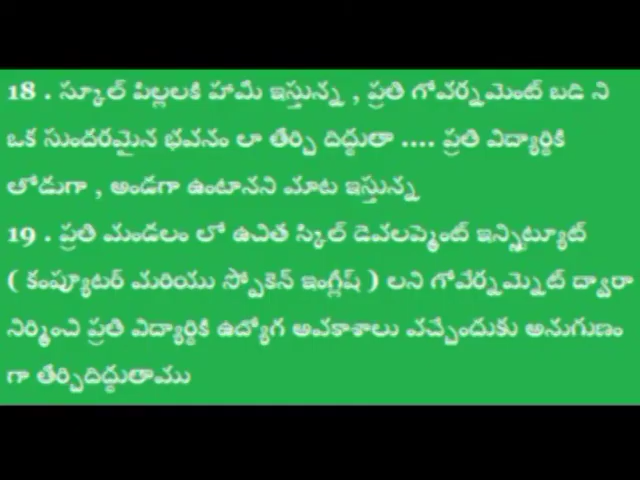 18 . స్కూల్ పిల్లలకి హామీ ఇస్తున్న , ప్రతి గోవర్నమెంట్ బడి ని
ఒక సుందరమైన భవనం లా తీర్చి దిద్దుతా .... ప్రతి విద్యార్థికి
తోడుగా , అండగా ఉంటానని మాట ఇస్తున్న
19 . ప్రతి మండలం లో ఉచిత స్కిల్ డెవలప్మెంట్ ఇన్స్టిట్యూట్
( కంప్యూటర్ మరియు స్పోకెన్ ఇంగ్లీష్ ) లని గోవేర్నమ్నెట్ ద్వారా
నిర్మించి ప్రతి విద్యార్థికి ఉద్యోగ అవకాశాలు వచ్చేందుకు అనుగుణం
గా తీర్చిదిద్దుతాము